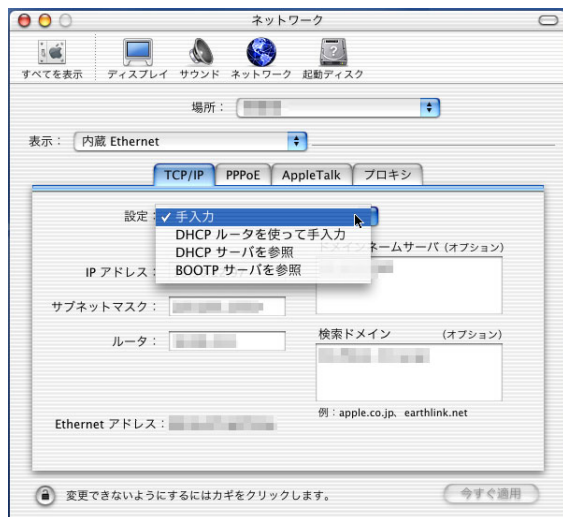 ネットワーク
すべてを表示
ディスプレイ
サウンド
ネットワーク
起動ディスク
場所：
表示： 内蔵 Ethernet
TCP/IP
PPPoE
AppleTalk
プロキシ
設定：
✓ 手入力
DHCP ルータを使って手入力
DHCP サーバを参照
BOOTP サーバを参照
ドメインネームサーバ (オプション)
IP アドレス：
サブネットマスク：
ルータ：
検索ドメイン (オプション)
例：apple.co.jp、earthlink.net
Ethernet アドレス：
変更できないようにするにはカギをクリックします。
今すぐ適用